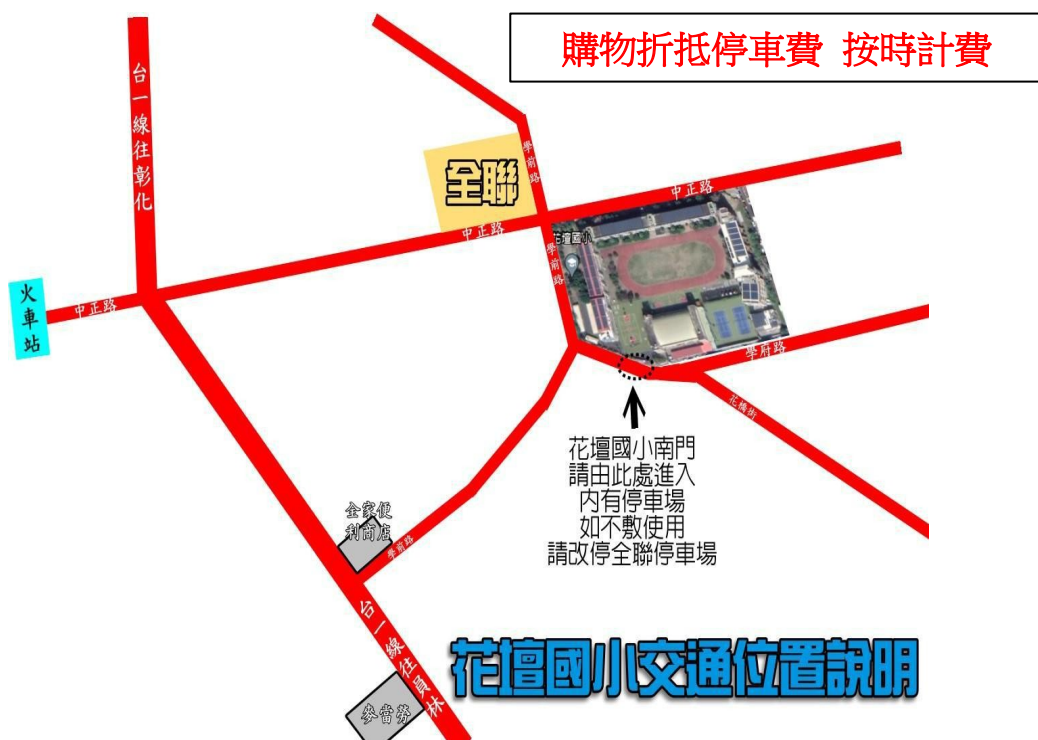 購物折抵停車費 按時計費
台一線往彰化
學前路
全聯
中正路
中正路
花壇國小
學前路
火車站
中正路
學府路
花橋街
花壇國小南門
請由此處進入
內有停車場
如不敷使用
請改停全聯停車場
全家便
利商店
學前路
台一線往員林
花壇國小交通位置說明
麥當勞